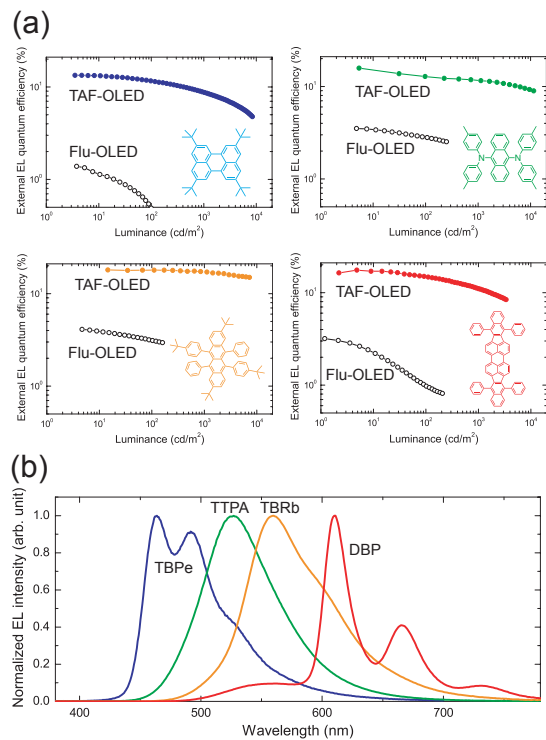 (a)
External EL quantum efficiency (%)
10¹
10⁰
TAF-OLED
Flu-OLED
10⁰ 10¹ 10² 10³ 10⁴
Luminance (cd/m²)
External EL quantum efficiency (%)
10¹
10⁰
TAF-OLED
Flu-OLED
N
N
10⁰ 10¹ 10² 10³ 10⁴
Luminance (cd/m²)
External EL quantum efficiency (%)
10¹
10⁰
TAF-OLED
Flu-OLED
10⁰ 10¹ 10² 10³ 10⁴
Luminance (cd/m²)
External EL quantum efficiency (%)
10¹
10⁰
TAF-OLED
Flu-OLED
10⁰ 10¹ 10² 10³ 10⁴
Luminance (cd/m²)
(b)
Normalized EL intensity (arb. unit)
1.0
0.8
0.6
0.4
0.2
0.0
TBPe
TTPA
TBRb
DBP
400 500 600 700
Wavelength (nm)